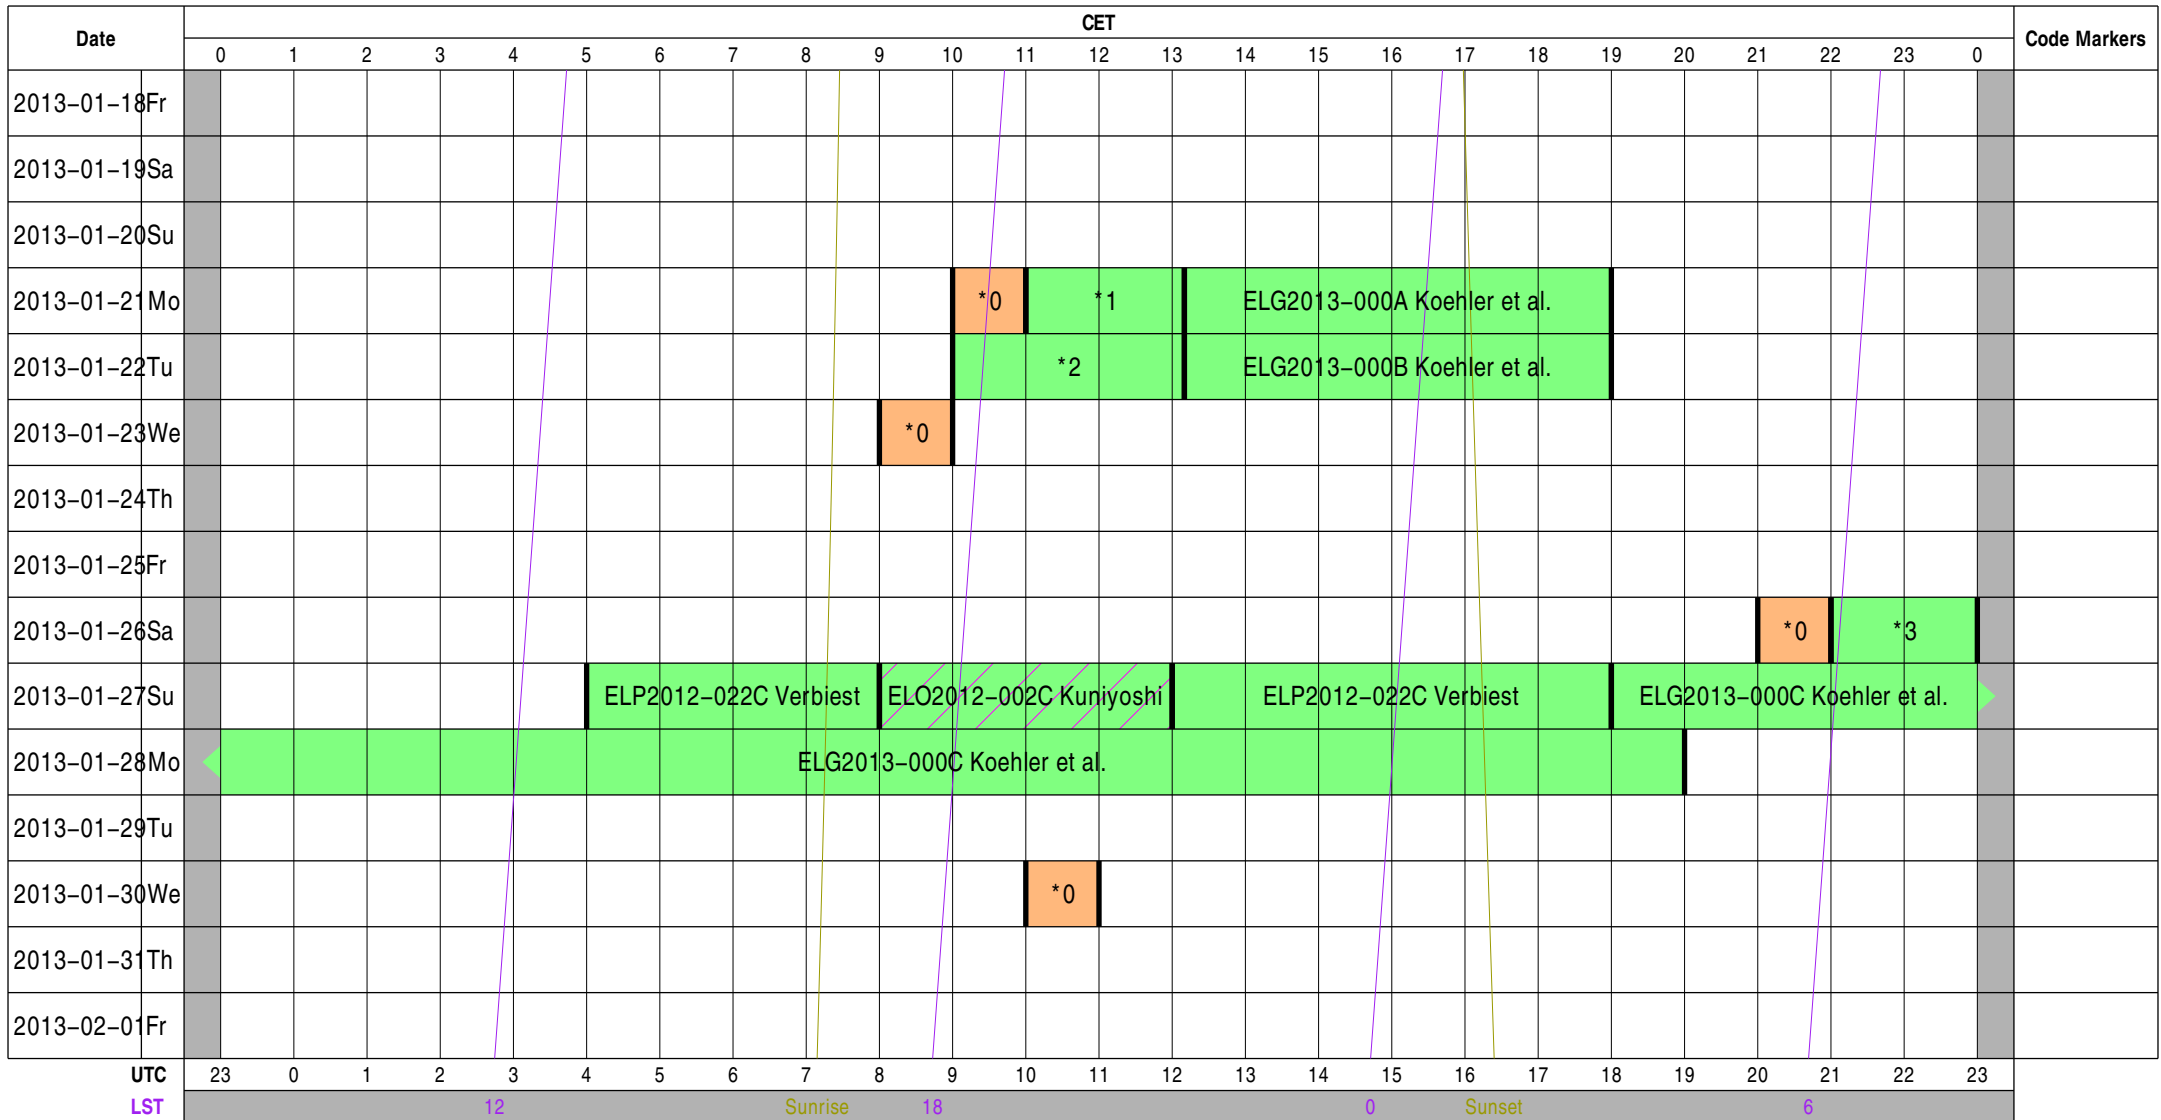 CET
Date
Code Markers
0 1 2 3 4 5 6 7 8 9 10 11 12 13 14 15 16 17 18 19 20 21 22 23 0
2013-01-18Fr
2013-01-19Sa
2013-01-20Su
2013-01-21Mo *0 *1 ELG2013-000A Koehler et al.
2013-01-22Tu *2 ELG2013-000B Koehler et al.
2013-01-23We *0
2013-01-24Th
2013-01-25Fr
2013-01-26Sa *0 *3
2013-01-27Su ELP2012-022C Verbiest ELO2012-002C Kuniyoshi ELP2012-022C Verbiest ELG2013-000C Koehler et al.
2013-01-28Mo ELG2013-000C Koehler et al.
2013-01-29Tu
2013-01-30We *0
2013-01-31Th
2013-02-01Fr
UTC 23 0 1 2 3 4 5 6 7 8 9 10 11 12 13 14 15 16 17 18 19 20 21 22 23
LST 12 Sunrise 18 0 Sunset 6